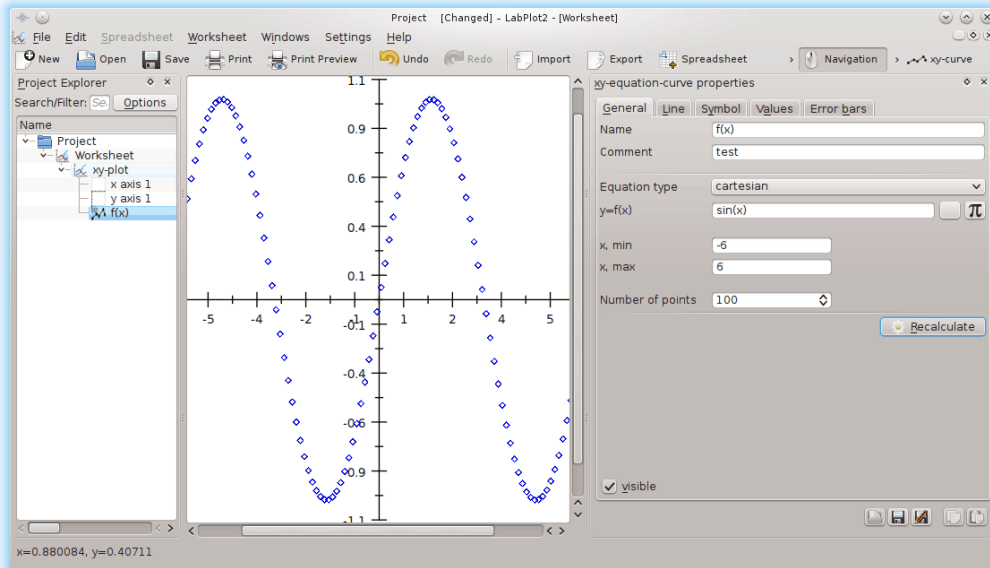 Project [Changed] – LabPlot2 - [Worksheet]
File Edit Spreadsheet Worksheet Windows Settings Help
New Open Save Print Print Preview Undo Redo Import Export Spreadsheet Navigation xy-curve
Project Explorer
Search/Filter: Se. Options
Name
Project
Worksheet
xy-plot
x axis 1
y axis 1
f(x)
1.1
0.9
0.6
0.4
0.1
-5 -4 -2 -1 1 2 4 5
-0.1
-0.4
-0.6
-0.9
-1.1
xy-equation-curve properties
General Line Symbol Values Error bars
Name f(x)
Comment test
Equation type cartesian
y=f(x) sin(x) π
x, min -6
x, max 6
Number of points 100
Recalculate
visible
x=0.880084, y=0.40711